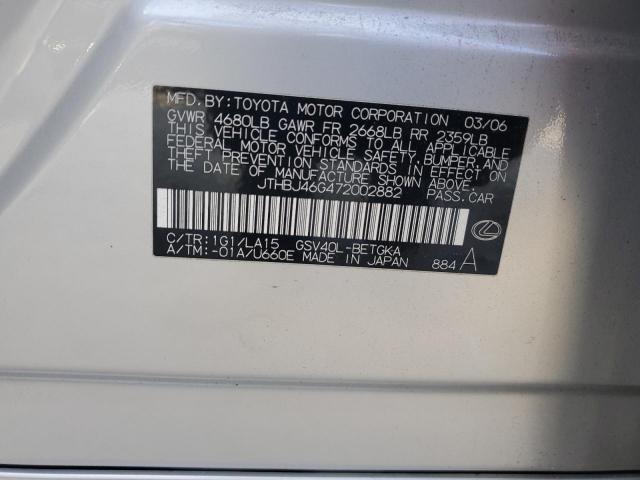 MFD. BY: TOYOTA MOTOR CORPORATION 03/06
GVWR 4680LB GAWR FR 2668LB RR 2359LB
THIS VEHICLE CONFORMS TO ALL APPLICABLE
FEDERAL MOTOR VEHICLE SAFETY, BUMPER, AND
THEFT PREVENTION STANDARDS IN EFFECT ON
THE DATE OF MANUFACTURE SHOWN ABOVE.
JTHBJ46G472002882 PASS.CAR
C/TR: 1G1/LA15 GSV40L-BETGKA
A/TM: -01A/U660E MADE IN JAPAN 884 A